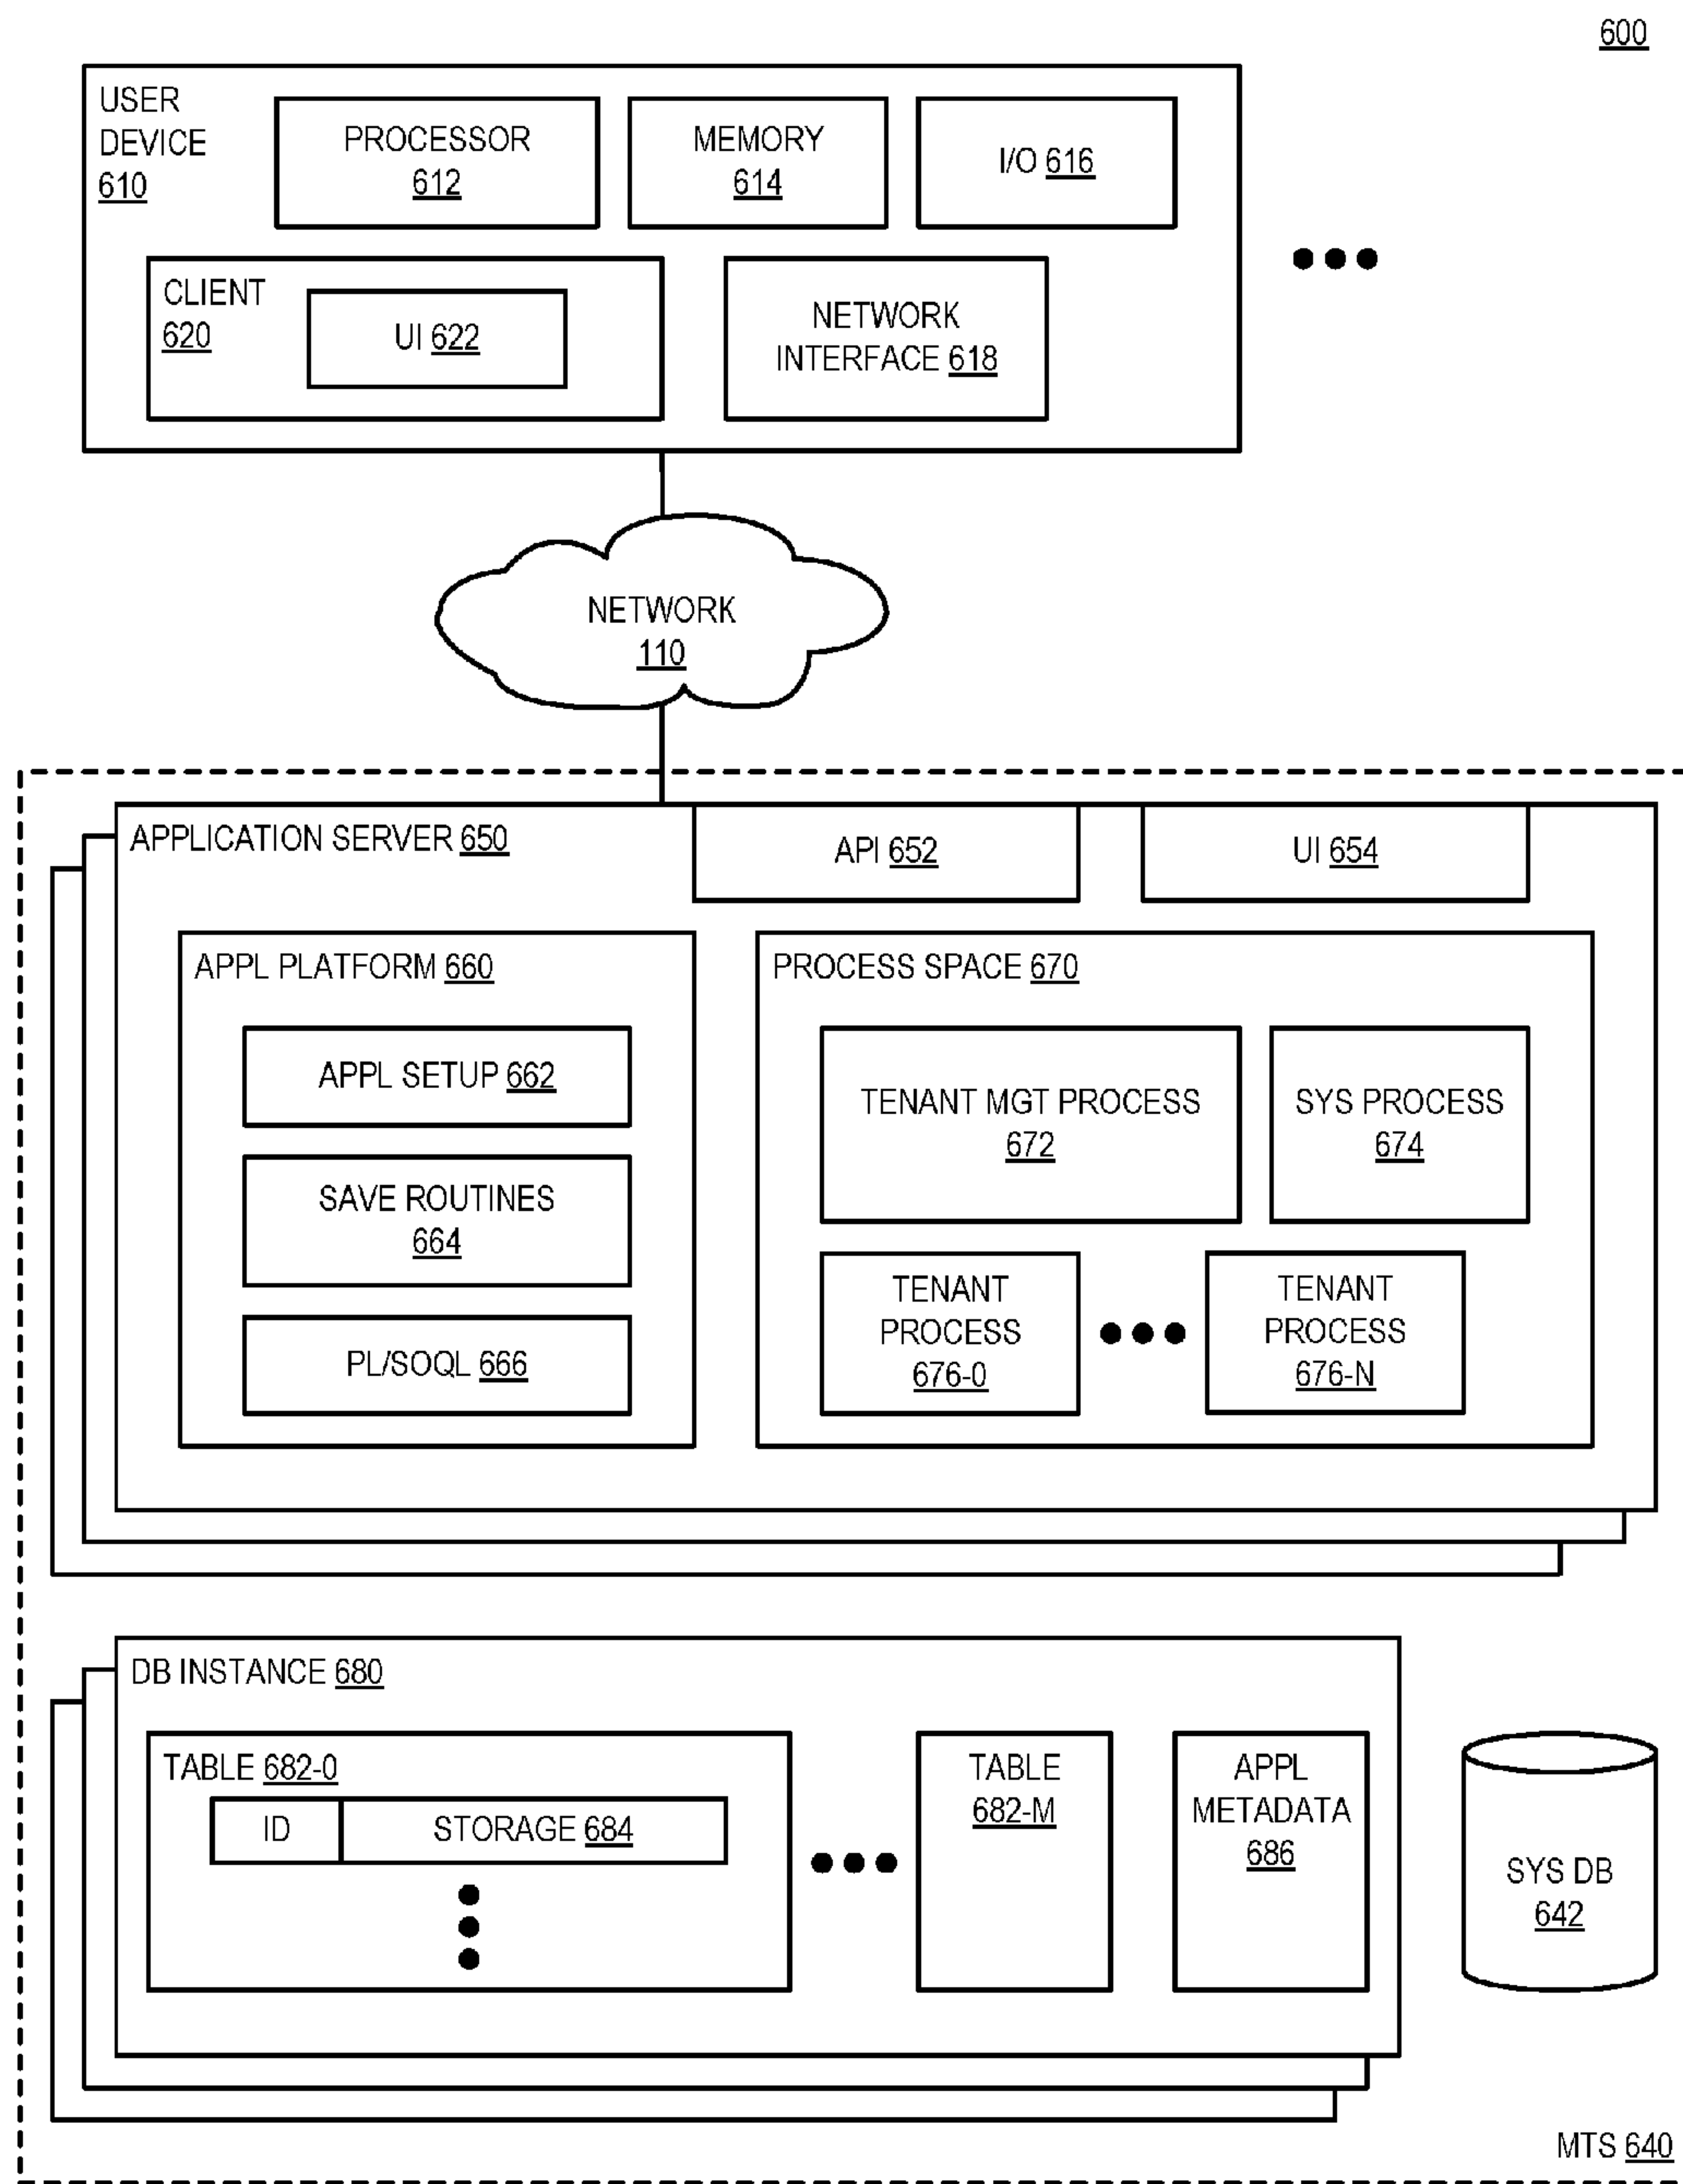 600
USER
DEVICE
610
PROCESSOR
612
MEMORY
614
I/O 616
CLIENT
620
UI 622
NETWORK
INTERFACE 618
NETWORK
110
APPLICATION SERVER 650
API 652
UI 654
APPL PLATFORM 660
APPL SETUP 662
SAVE ROUTINES
664
PL/SOQL 666
PROCESS SPACE 670
TENANT MGT PROCESS
672
SYS PROCESS
674
TENANT
PROCESS
676-0
TENANT
PROCESS
676-N
DB INSTANCE 680
TABLE 682-0
ID
STORAGE 684
TABLE
682-M
APPL
METADATA
686
SYS DB
642
MTS 640